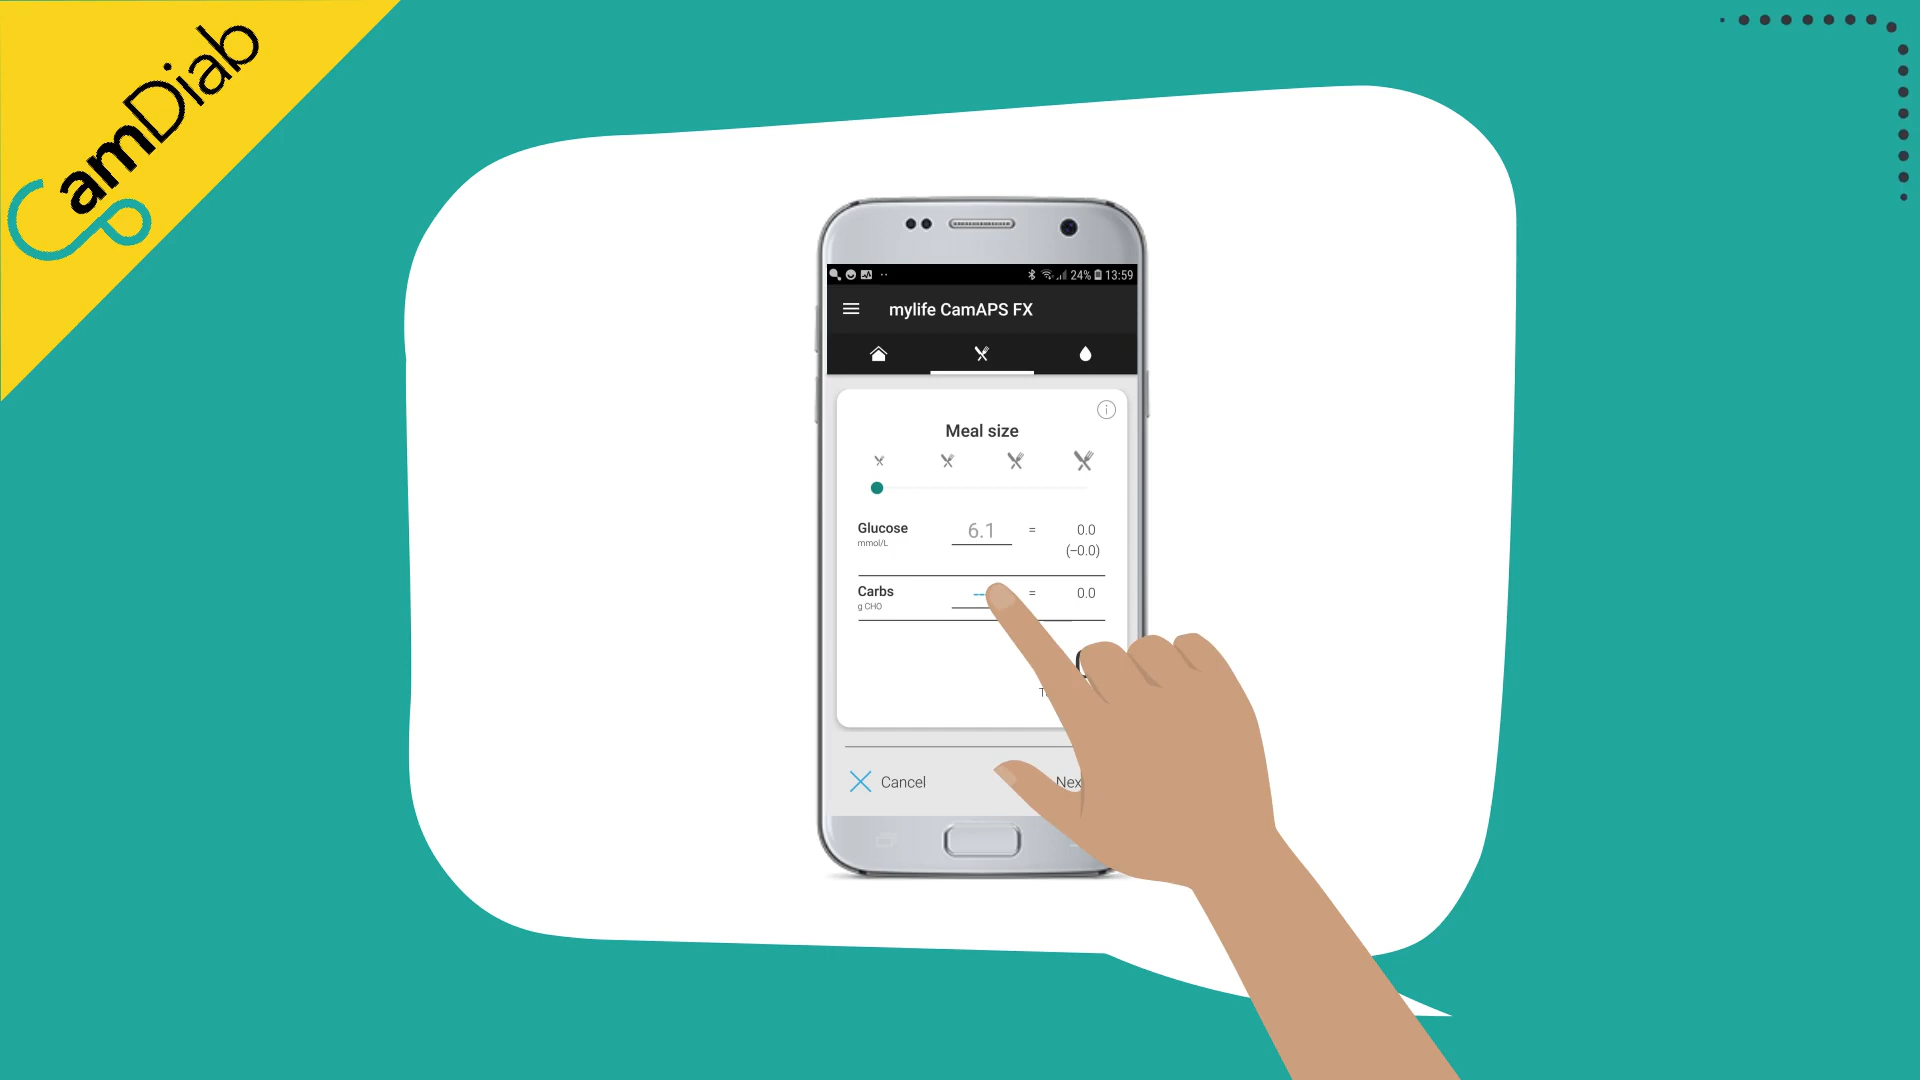 CamDiab
24% 13:59
mylife CamAPS FX
Meal size
Glucose 6.1 = 0.0
mmol/L (–0.0)
Carbs -- = 0.0
g CHO
Cancel